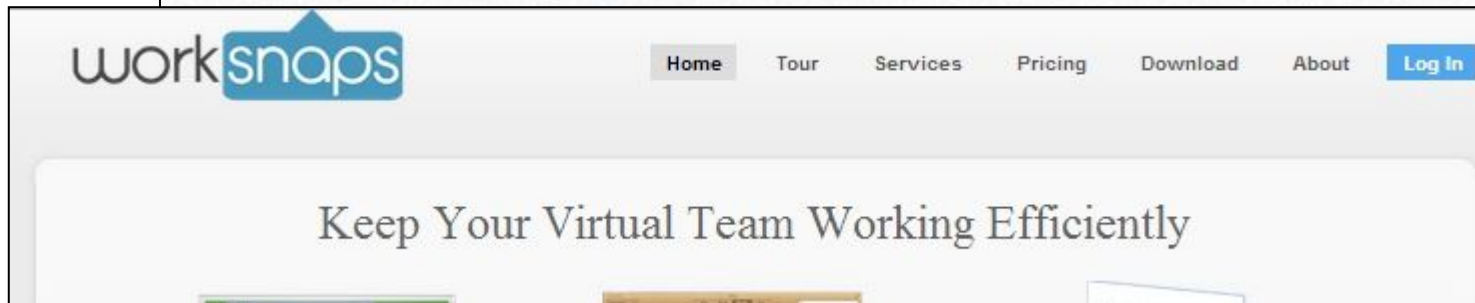 worksnaps
Home Tour Services Pricing Download About Log In
Keep Your Virtual Team Working Efficiently